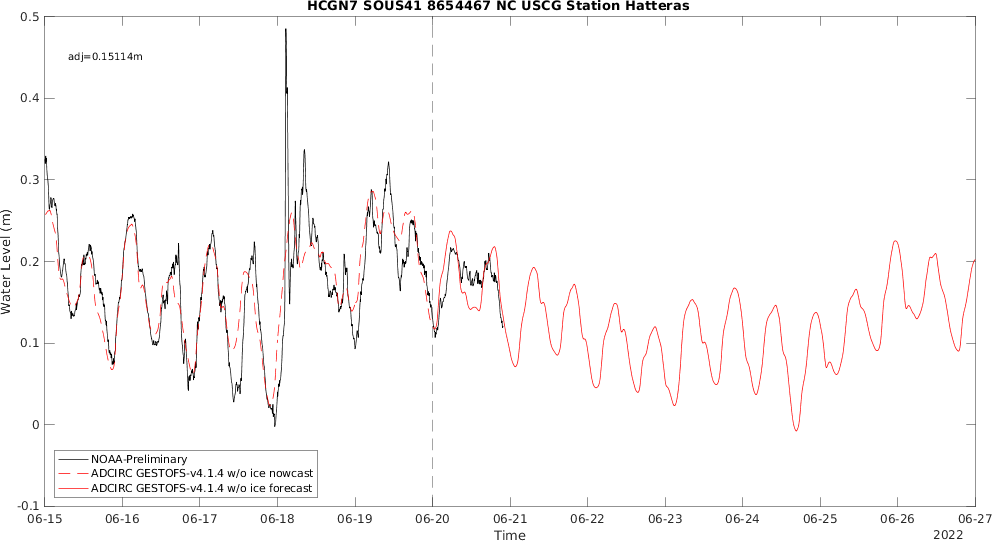 HCGN7 SOUS41 8654467 NC USCG Station Hatteras
adj=0.15114m
0.5
0.4
0.3
0.2
0.1
0
-0.1
Water Level (m)
NOAA-Preliminary
ADCIRC GESTOFS-v4.1.4 w/o ice nowcast
ADCIRC GESTOFS-v4.1.4 w/o ice forecast
06-15 06-16 06-17 06-18 06-19 06-20 06-21 06-22 06-23 06-24 06-25 06-26 06-27
Time
2022